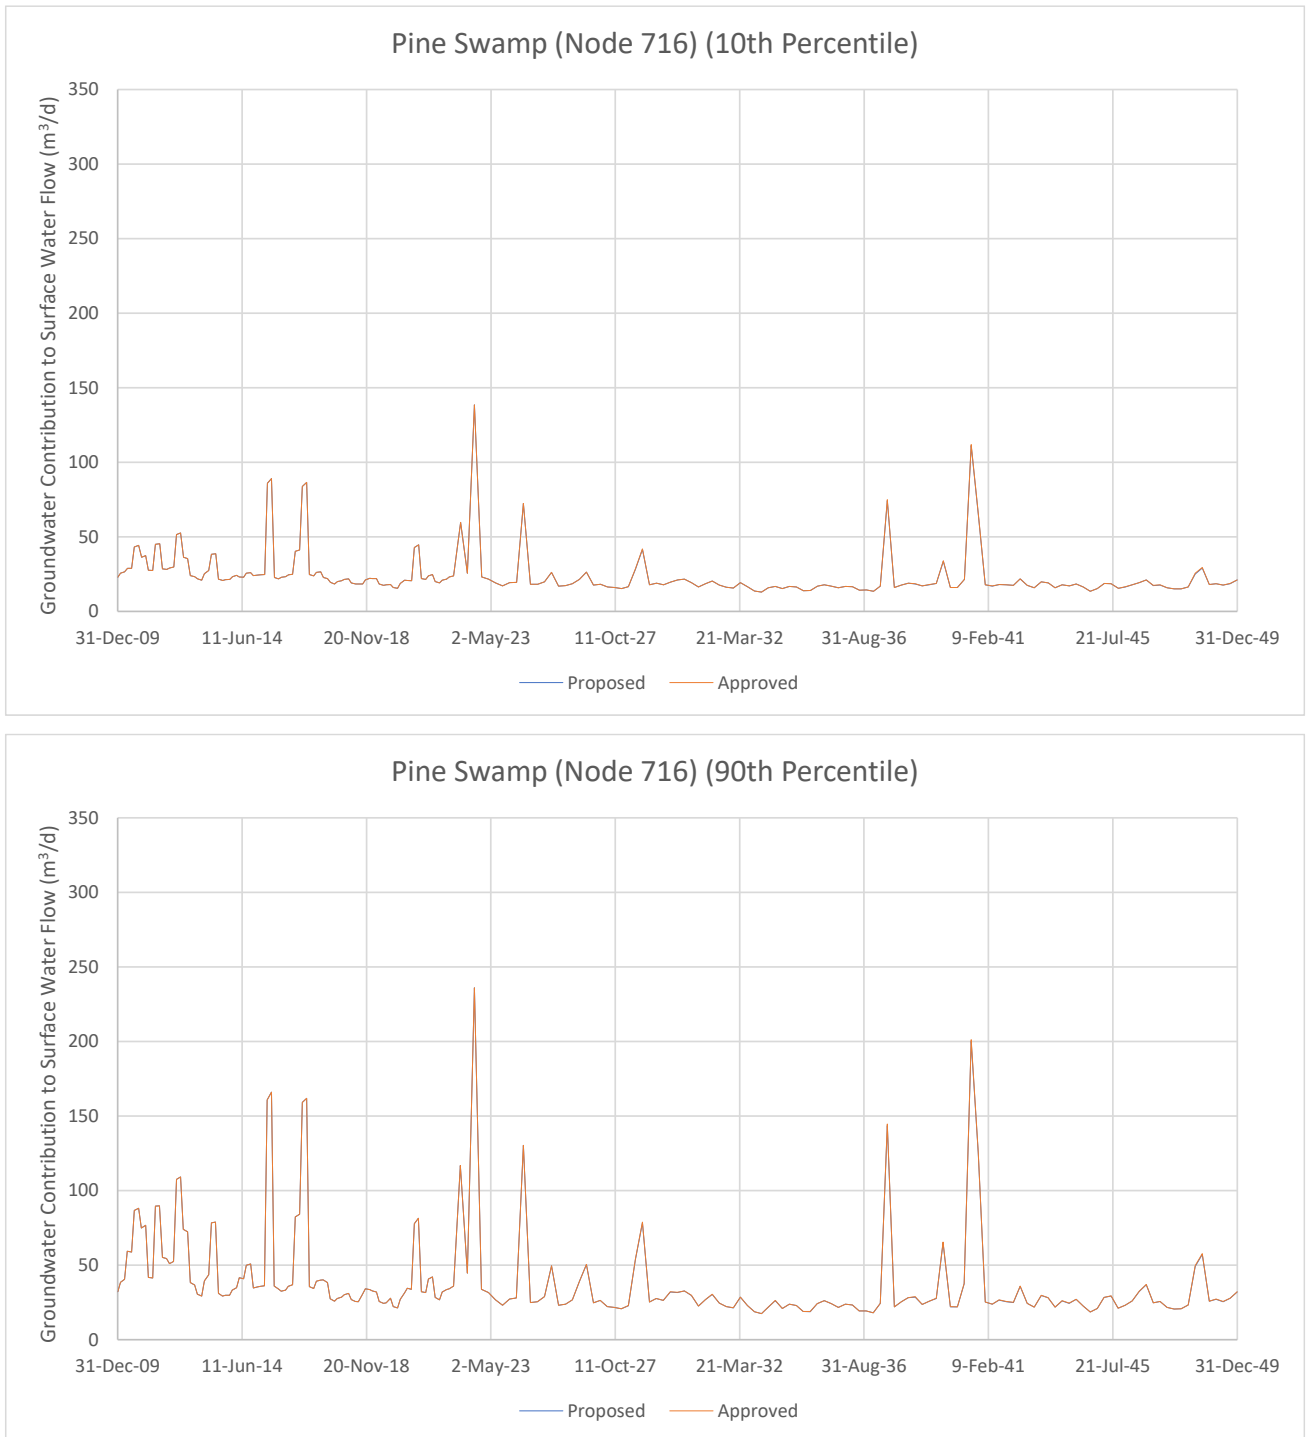 Pine Swamp (Node 716) (10th Percentile)
Groundwater Contribution to Surface Water Flow (m³/d)
350
300
250
200
150
100
50
0
31-Dec-09 11-Jun-14 20-Nov-18 2-May-23 11-Oct-27 21-Mar-32 31-Aug-36 9-Feb-41 21-Jul-45 31-Dec-49
Proposed Approved
Pine Swamp (Node 716) (90th Percentile)
Groundwater Contribution to Surface Water Flow (m³/d)
350
300
250
200
150
100
50
0
31-Dec-09 11-Jun-14 20-Nov-18 2-May-23 11-Oct-27 21-Mar-32 31-Aug-36 9-Feb-41 21-Jul-45 31-Dec-49
Proposed Approved